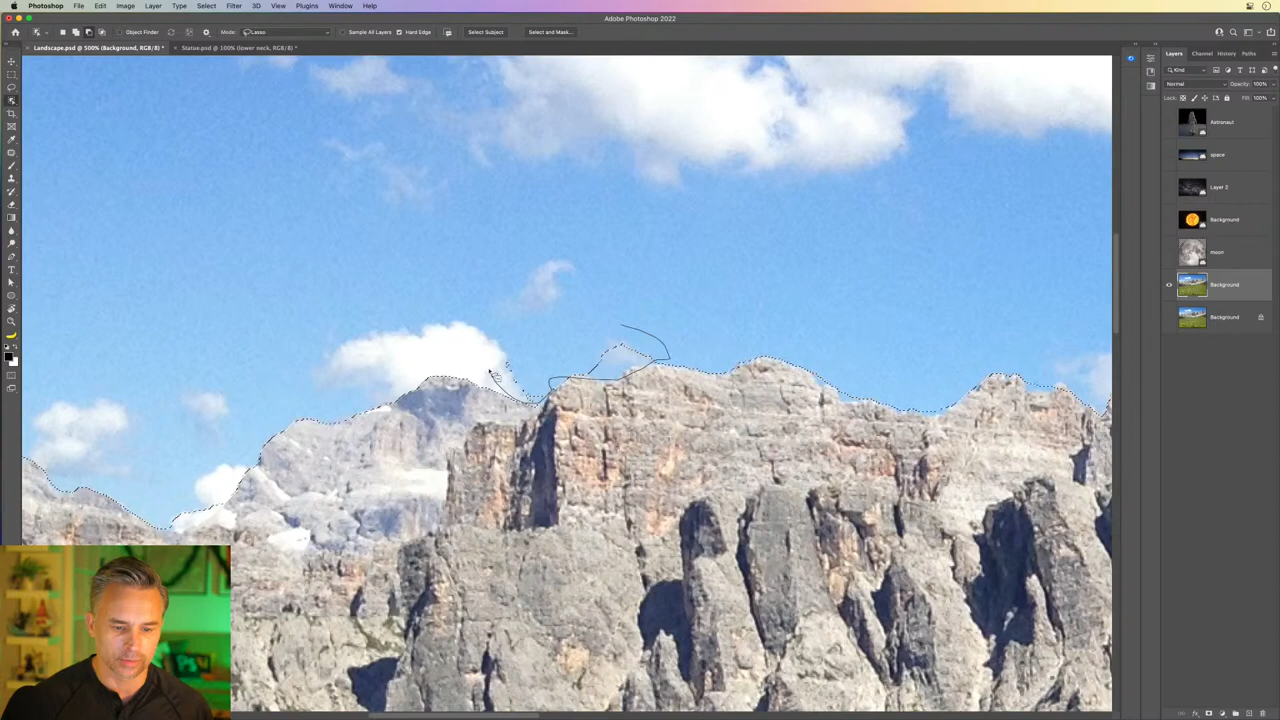 Photoshop File Edit Image Layer Type Select Filter 3D View Plugins Window Help
Adobe Photoshop 2022
Object Finder Mode: Lasso Sample All Layers Hard Edge Select Subject Select and Mask...
Landscape.psd @ 500% (Background, RGB/8) * Statue.psd @ 100% (lower neck, RGB/8) *
Layers Channel History Paths
Kind
Normal Opacity: 100%
Lock: Fill: 100%
Astronaut
space
Layer 2
Background
moon
Background
Background